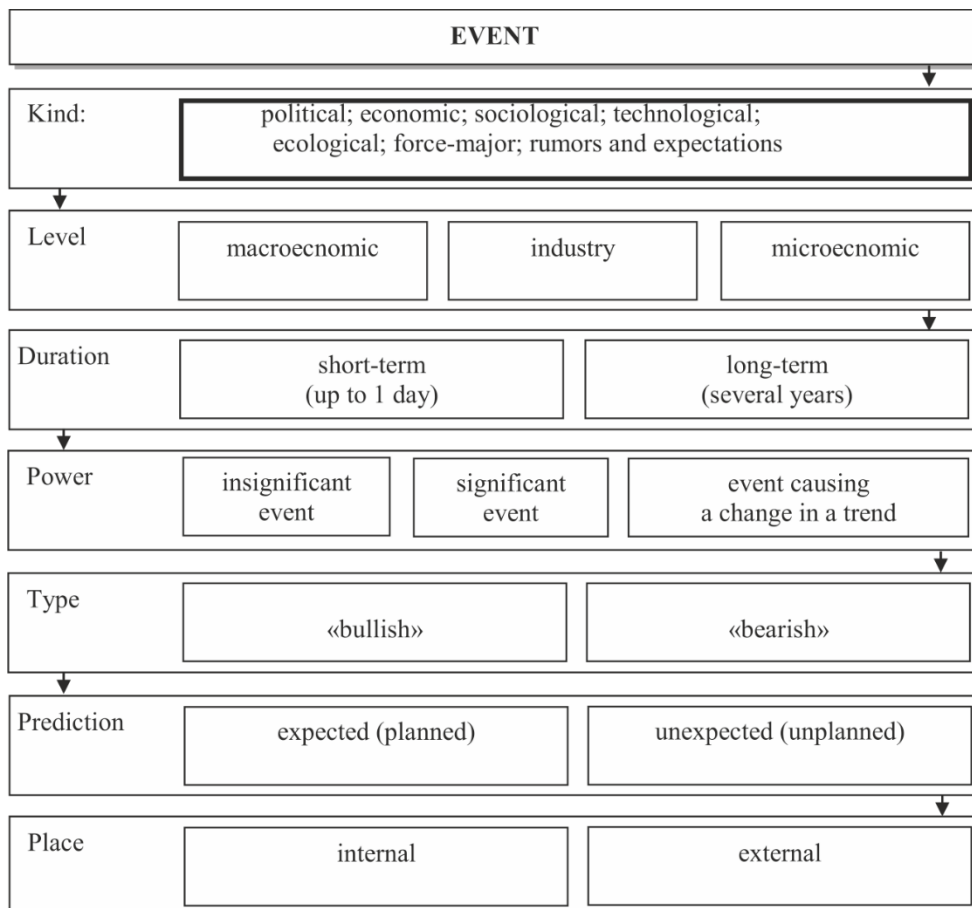 EVENT
Kind:
political; economic; sociological; technological;
ecological; force-major; rumors and expectations
Level
macroecnomic
industry
microecnomic
Duration
short-term
(up to 1 day)
long-term
(several years)
Power
insignificant
event
significant
event
event causing
a change in a trend
Type
«bullish»
«bearish»
Prediction
expected (planned)
unexpected (unplanned)
Place
internal
external